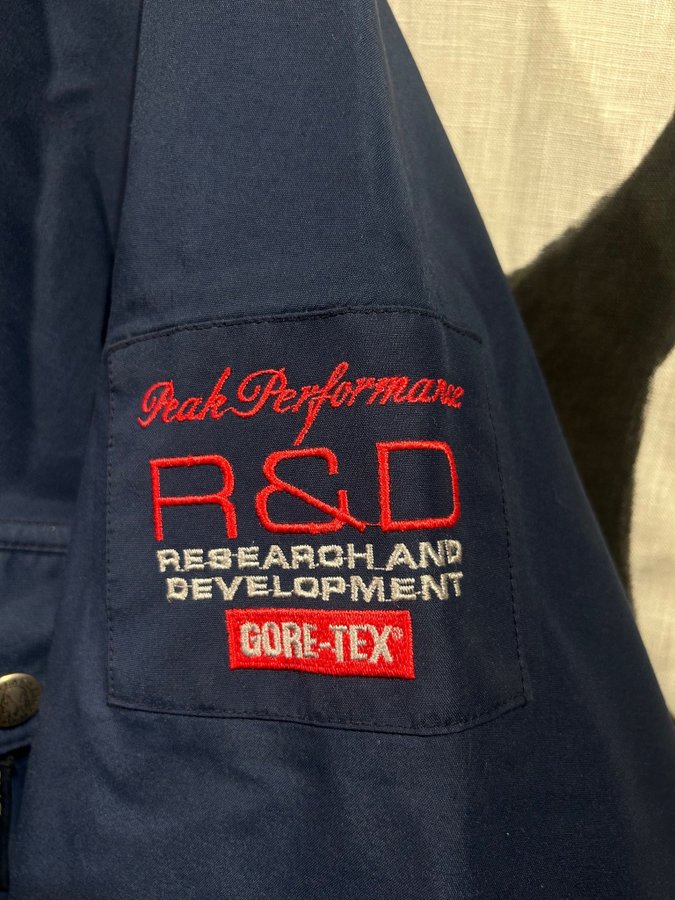 Peak Performance
R&D
RESEARCH AND
DEVELOPMENT
GORE-TEX®